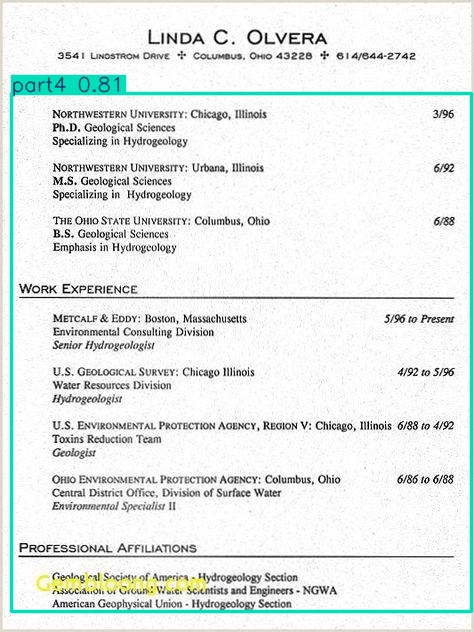 LINDA C. OLVERA
3541 LINDSTROM DRIVE ✣ COLUMBUS, OHIO 43228 ✣ 614/644-2742
part4 0.81
NORTHWESTERN UNIVERSITY: Chicago, Illinois 3/96
Ph.D. Geological Sciences
Specializing in Hydrogeology
NORTHWESTERN UNIVERSITY: Urbana, Illinois 6/92
M.S. Geological Sciences
Specializing in Hydrogeology
THE OHIO STATE UNIVERSITY: Columbus, Ohio 6/88
B.S. Geological Sciences
Emphasis in Hydrogeology
WORK EXPERIENCE
METCALF & EDDY: Boston, Massachusetts 5/96 to Present
Environmental Consulting Division
Senior Hydrogeologist
U.S. GEOLOGICAL SURVEY: Chicago Illinois 4/92 to 5/96
Water Resources Division
Hydrogeologist
U.S. ENVIRONMENTAL PROTECTION AGENCY, REGION V: Chicago, Illinois 6/88 to 4/92
Toxins Reduction Team
Geologist
OHIO ENVIRONMENTAL PROTECTION AGENCY: Columbus, Ohio 6/86 to 6/88
Central District Office, Division of Surface Water
Environmental Specialist II
PROFESSIONAL AFFILIATIONS
Geological Society of America - Hydrogeology Section
Gembloong.com
Association of Ground Water Scientists and Engineers - NGWA
American Geophysical Union - Hydrogeology Section